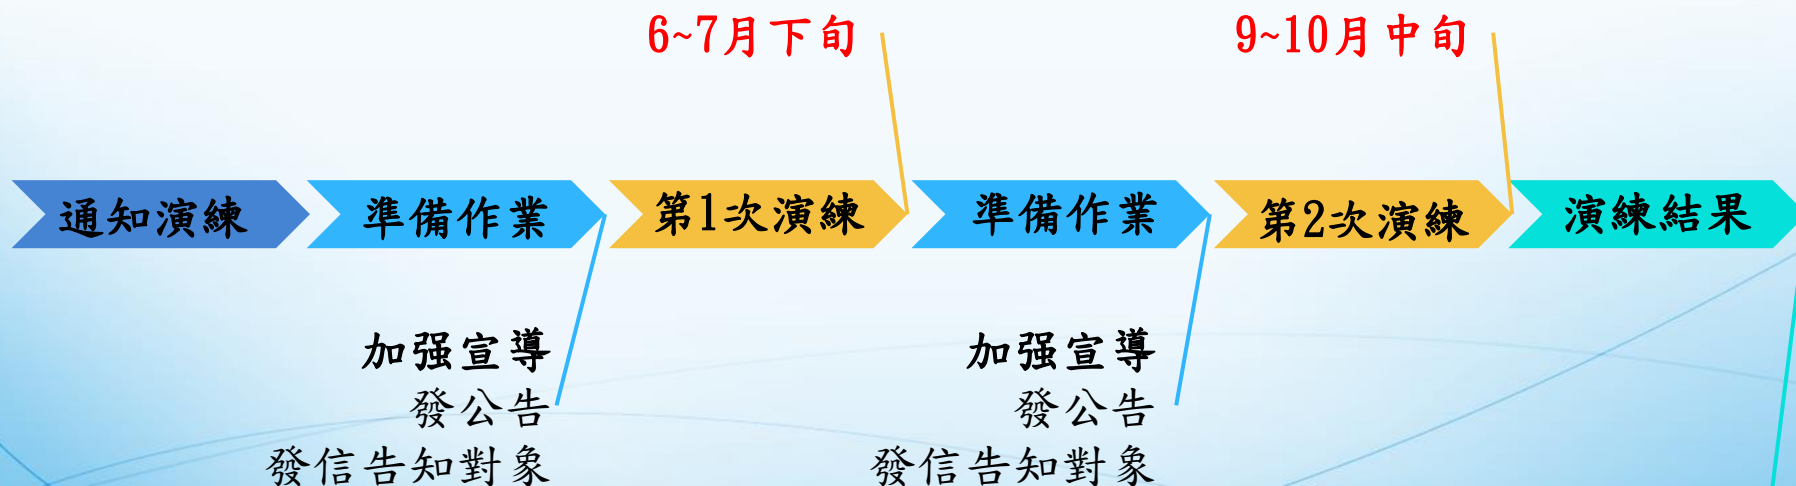 6~7月下旬
9~10月中旬
通知演練
準備作業
第1次演練
準備作業
第2次演練
演練結果
加强宣導
發公告
發信告知對象
加强宣導
發公告
發信告知對象